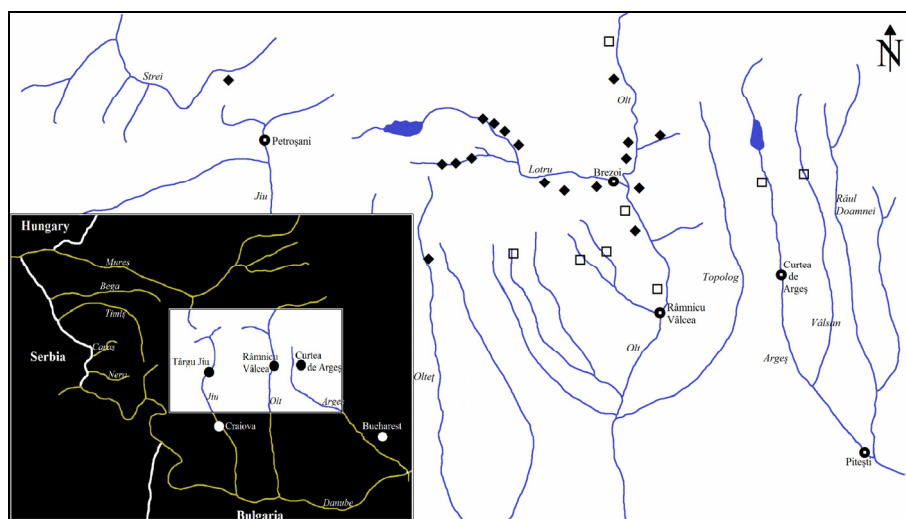 N
Strei
Olt
Petroşani
Lotru
Brezoi
Jiu
Râul
Doamnei
Topolog
Curtea
de
Argeş
Vâlsan
Râmnicu
Vâlcea
Olt
Olteţ
Argeş
Piteşti
Hungary
Mureş
Bega
Timiş
Serbia
Caraş
Nera
Târgu Jiu
Râmnicu
Vâlcea
Curtea
de Argeş
Jiu
Olt
Argeş
Craiova
Bucharest
Danube
Bulgaria